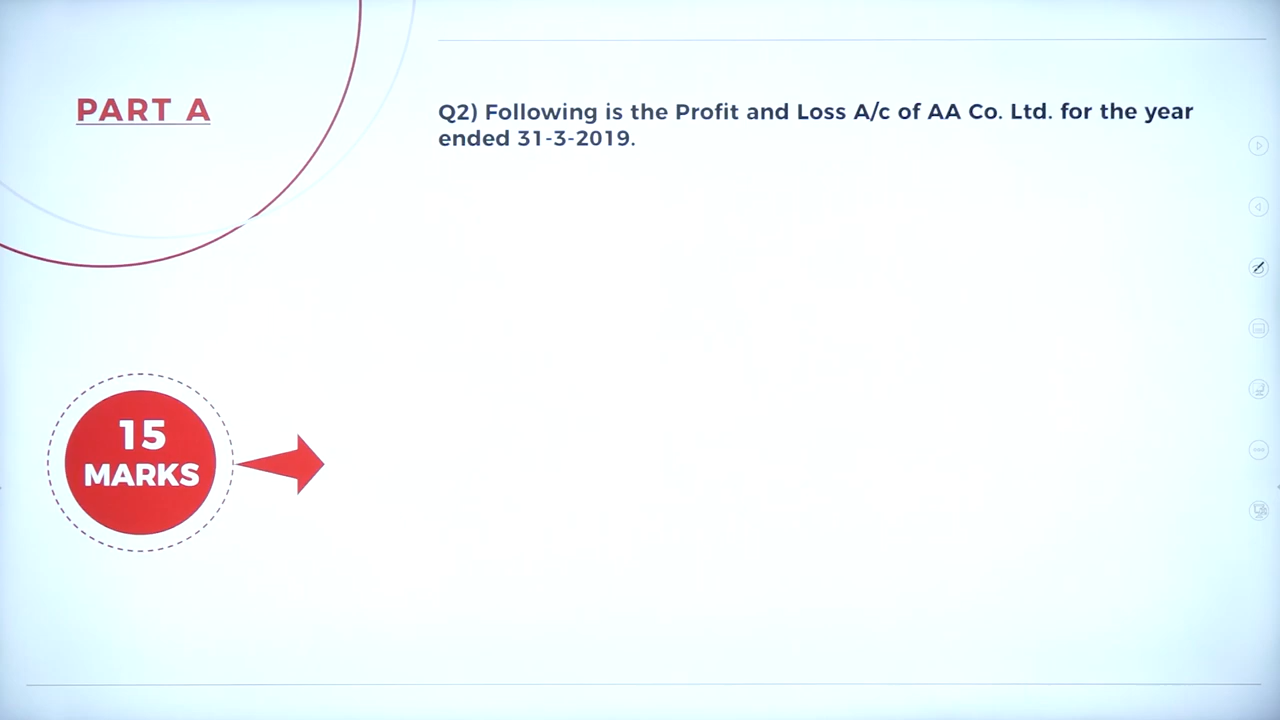 PART A
Q2) Following is the Profit and Loss A/c of AA Co. Ltd. for the year
ended 31-3-2019.
15
MARKS